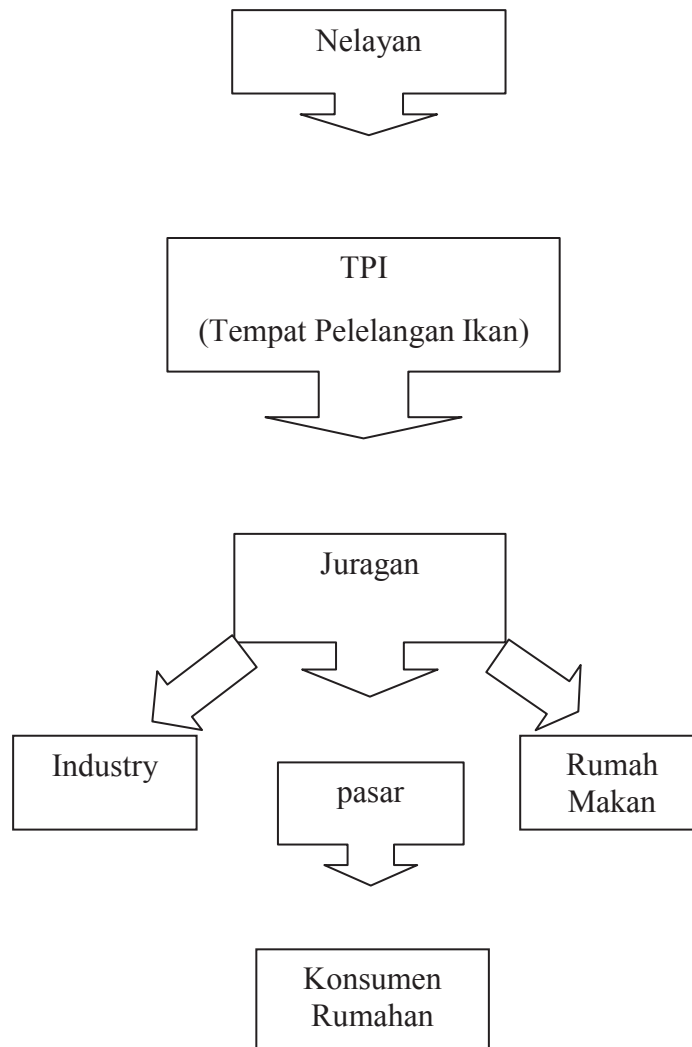 Nelayan
TPI
(Tempat Pelelangan Ikan)
Juragan
Industry
pasar
Rumah
Makan
Konsumen
Rumahan